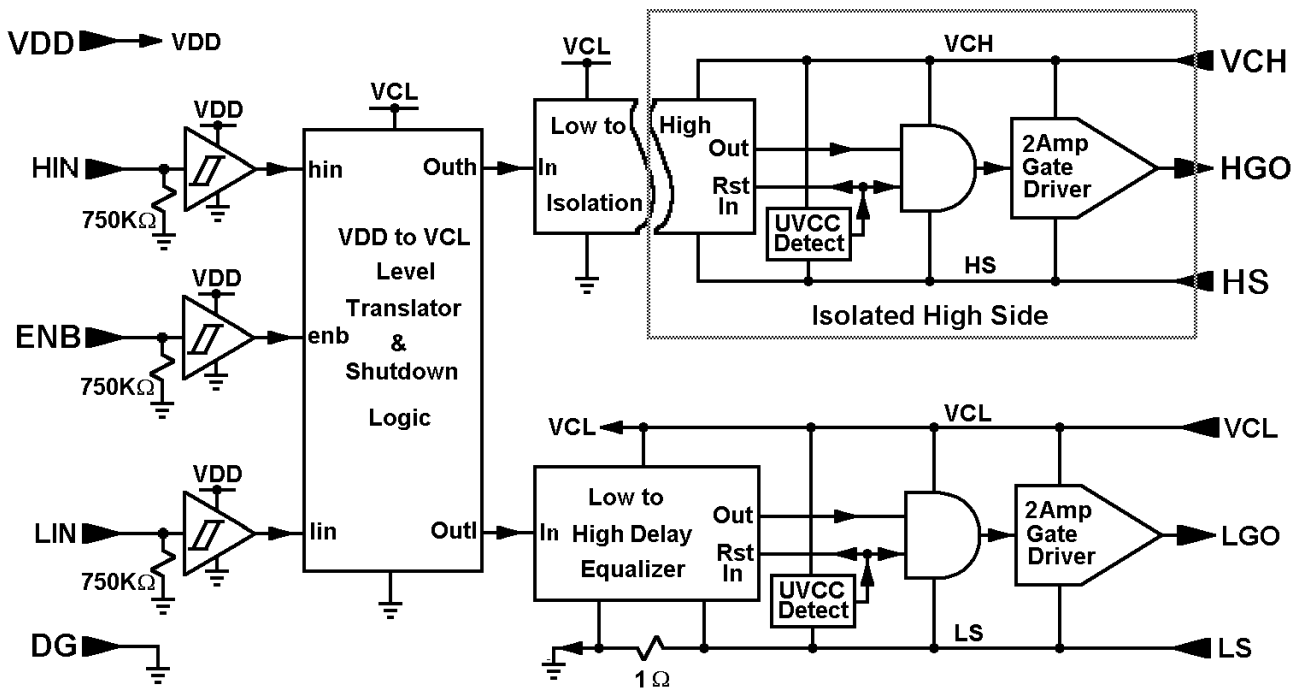 VDD VDD
VCL
VCH
VCH
VDD
VCL
HIN
750KΩ
hin
Outh
In
Low to
Isolation
High
Out
Rst
In
UVCC
Detect
2Amp
Gate
Driver
HGO
HS
HS
Isolated High Side
VDD to VCL
Level
Translator
&
Shutdown
Logic
VDD
ENB
750KΩ
enb
VDD
LIN
750KΩ
lin
Outl
VCL
VCL
VCL
In
Low to
High Delay
Equalizer
Out
Rst
In
UVCC
Detect
2Amp
Gate
Driver
LGO
DG
1 Ω
LS
LS